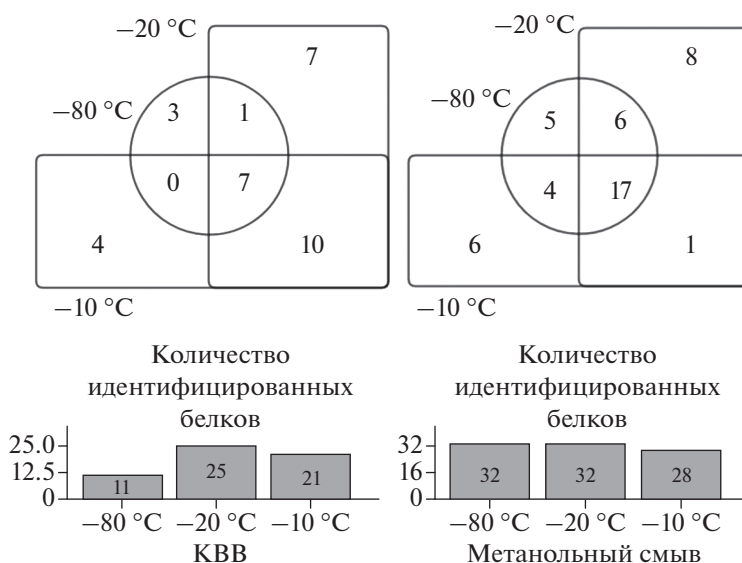 −20 °C
7
−80 °C
3
1
0
7
4
10
−10 °C
−20 °C
8
−80 °C
5
6
4
17
6
1
−10 °C
Количество
идентифицированных
белков
25.0
12.5
0
11
25
21
−80 °C −20 °C −10 °C
КВВ
Количество
идентифицированных
белков
32
16
0
32
32
28
−80 °C −20 °C −10 °C
Метанольный смыв